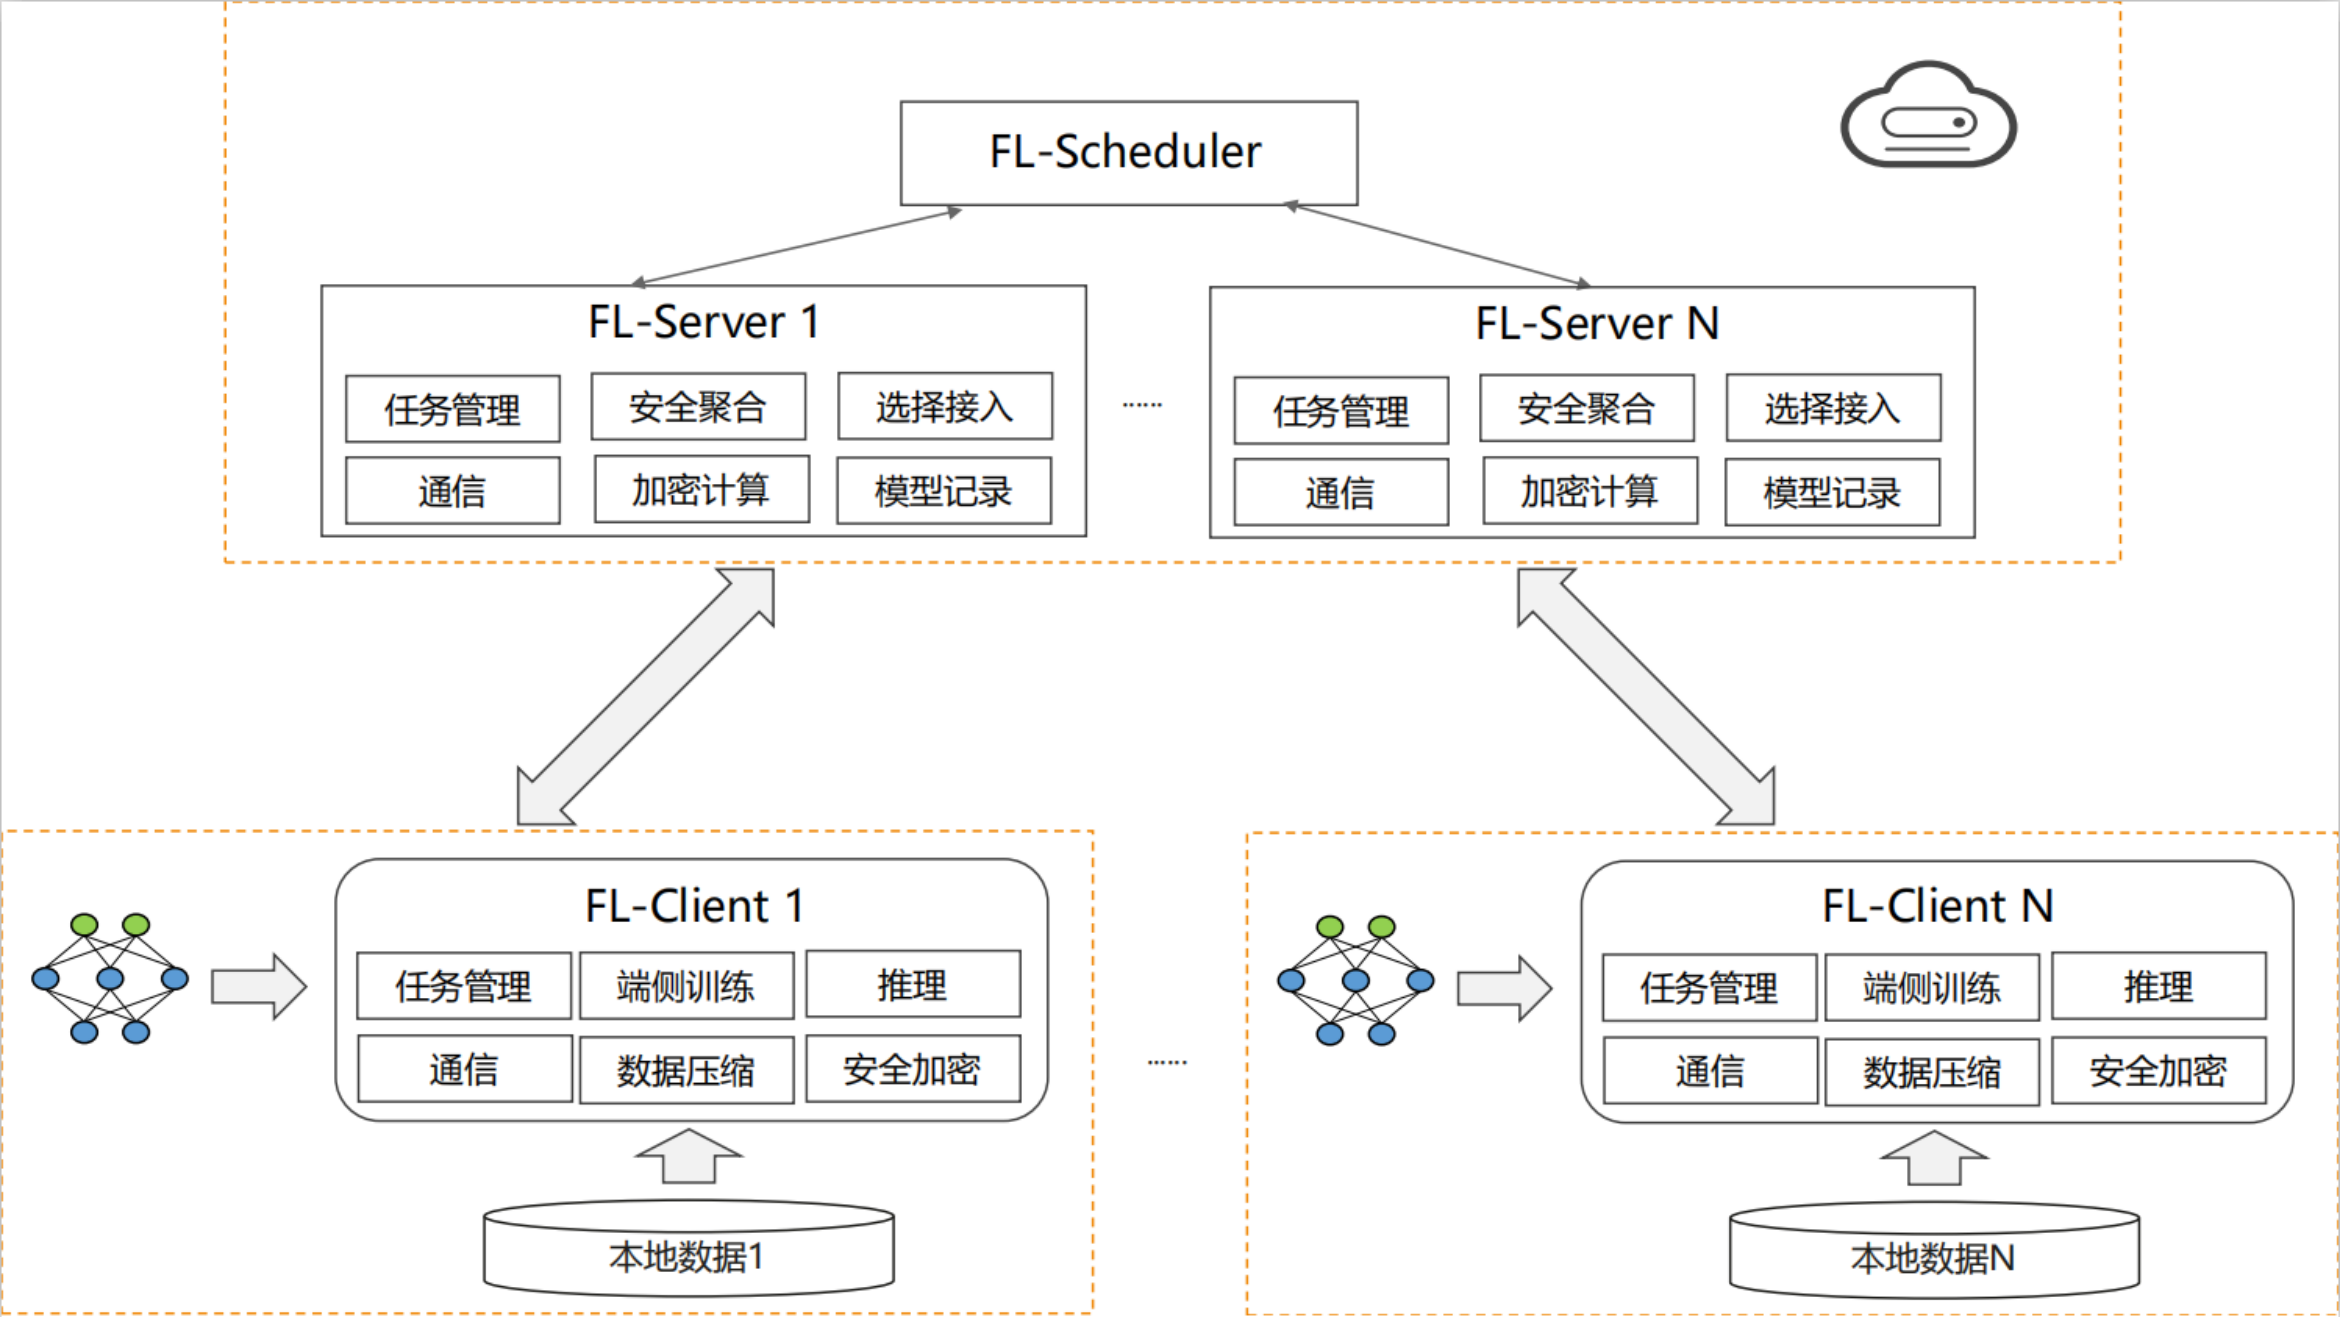 FL-Scheduler
FL-Server 1
任务管理
安全聚合
选择接入
通信
加密计算
模型记录
……
FL-Server N
任务管理
安全聚合
选择接入
通信
加密计算
模型记录
FL-Client 1
任务管理
端侧训练
推理
通信
数据压缩
安全加密
本地数据1
……
FL-Client N
任务管理
端侧训练
推理
通信
数据压缩
安全加密
本地数据N